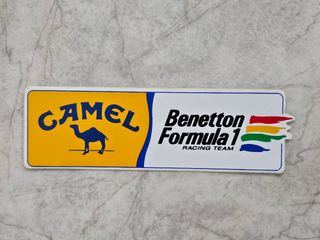 CAMEL
Benetton
Formula 1
RACING TEAM